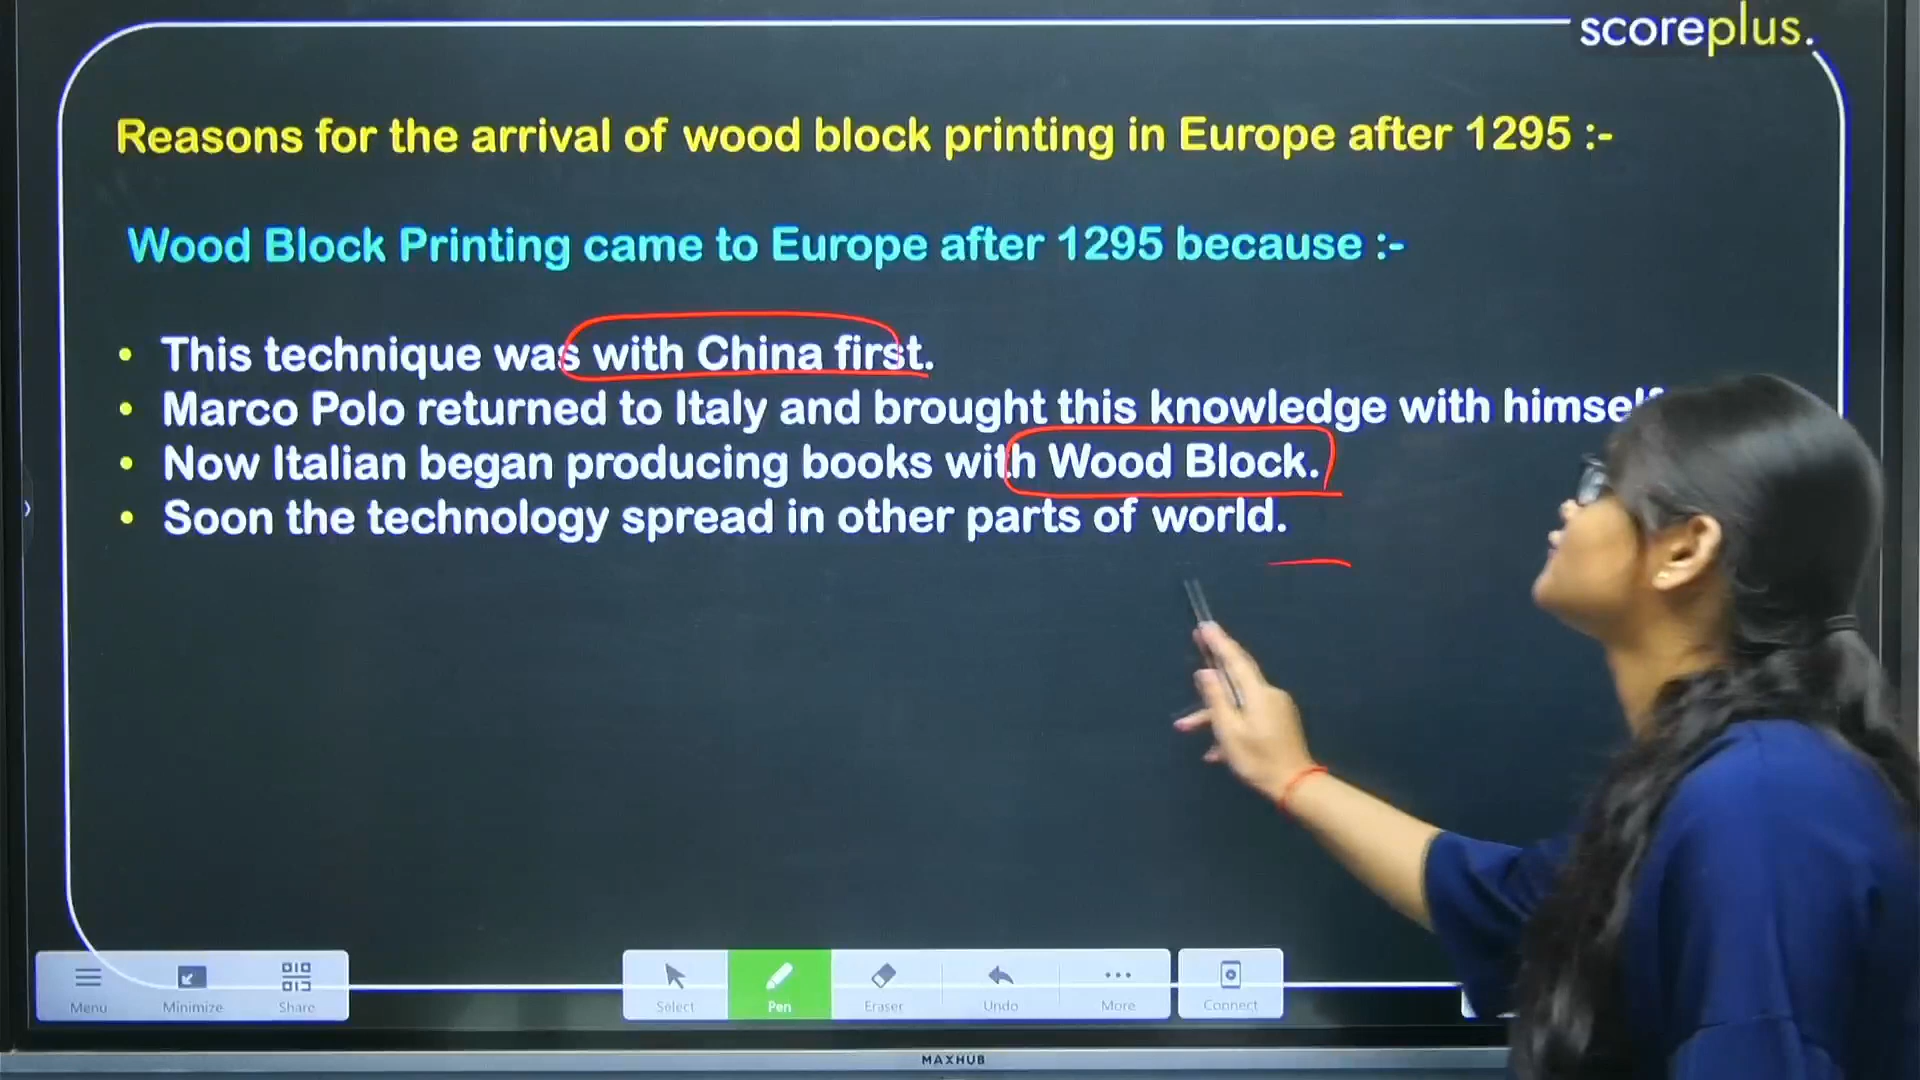 scoreplus.
Reasons for the arrival of wood block printing in Europe after 1295 :-
Wood Block Printing came to Europe after 1295 because :-
• This technique was with China first.
• Marco Polo returned to Italy and brought this knowledge with himself
• Now Italian began producing books with Wood Block.
• Soon the technology spread in other parts of world.
Menu Minimize Share Select Pen Eraser Undo More Connect
MAXHUB